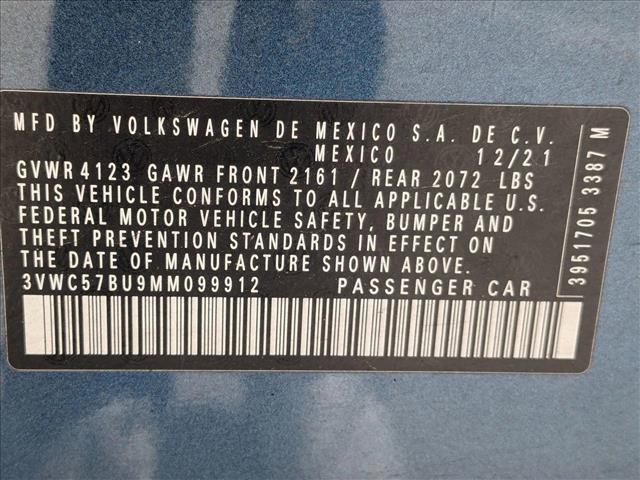 MFD BY VOLKSWAGEN DE MEXICO S.A. DE C.V.
MEXICO 12/21
GVWR 4123 GAWR FRONT 2161 / REAR 2072 LBS
THIS VEHICLE CONFORMS TO ALL APPLICABLE U.S.
FEDERAL MOTOR VEHICLE SAFETY, BUMPER AND
THEFT PREVENTION STANDARDS IN EFFECT ON
THE DATE OF MANUFACTURE SHOWN ABOVE.
3VWC57BU9MM099912 PASSENGER CAR
3951705 3387 M